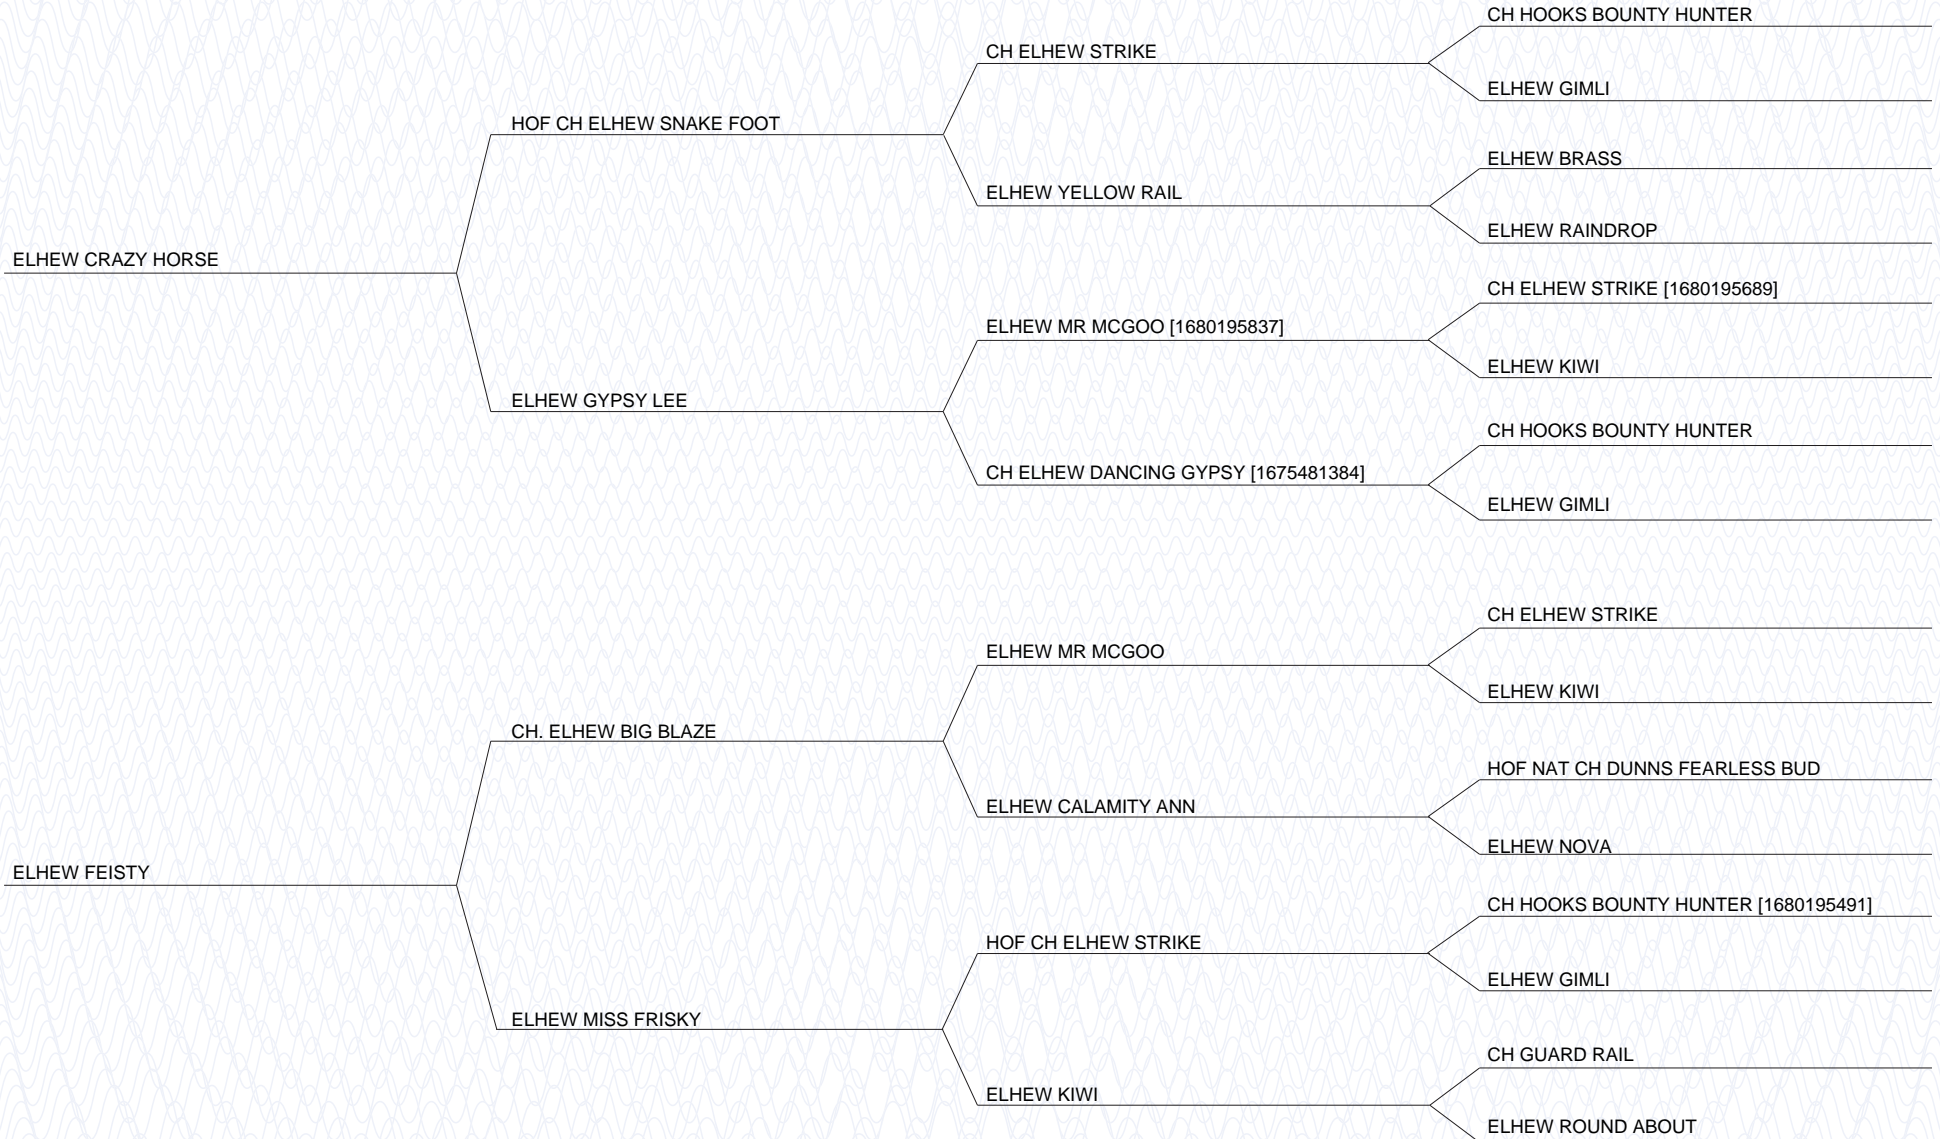 CH HOOKS BOUNTY HUNTER
CH ELHEW STRIKE
ELHEW GIMLI
HOF CH ELHEW SNAKE FOOT
ELHEW BRASS
ELHEW YELLOW RAIL
ELHEW RAINDROP
ELHEW CRAZY HORSE
CH ELHEW STRIKE [1680195689]
ELHEW MR MCGOO [1680195837]
ELHEW KIWI
ELHEW GYPSY LEE
CH HOOKS BOUNTY HUNTER
CH ELHEW DANCING GYPSY [1675481384]
ELHEW GIMLI
CH ELHEW STRIKE
ELHEW MR MCGOO
ELHEW KIWI
CH. ELHEW BIG BLAZE
HOF NAT CH DUNNS FEARLESS BUD
ELHEW CALAMITY ANN
ELHEW NOVA
ELHEW FEISTY
CH HOOKS BOUNTY HUNTER [1680195491]
HOF CH ELHEW STRIKE
ELHEW GIMLI
ELHEW MISS FRISKY
CH GUARD RAIL
ELHEW KIWI
ELHEW ROUND ABOUT